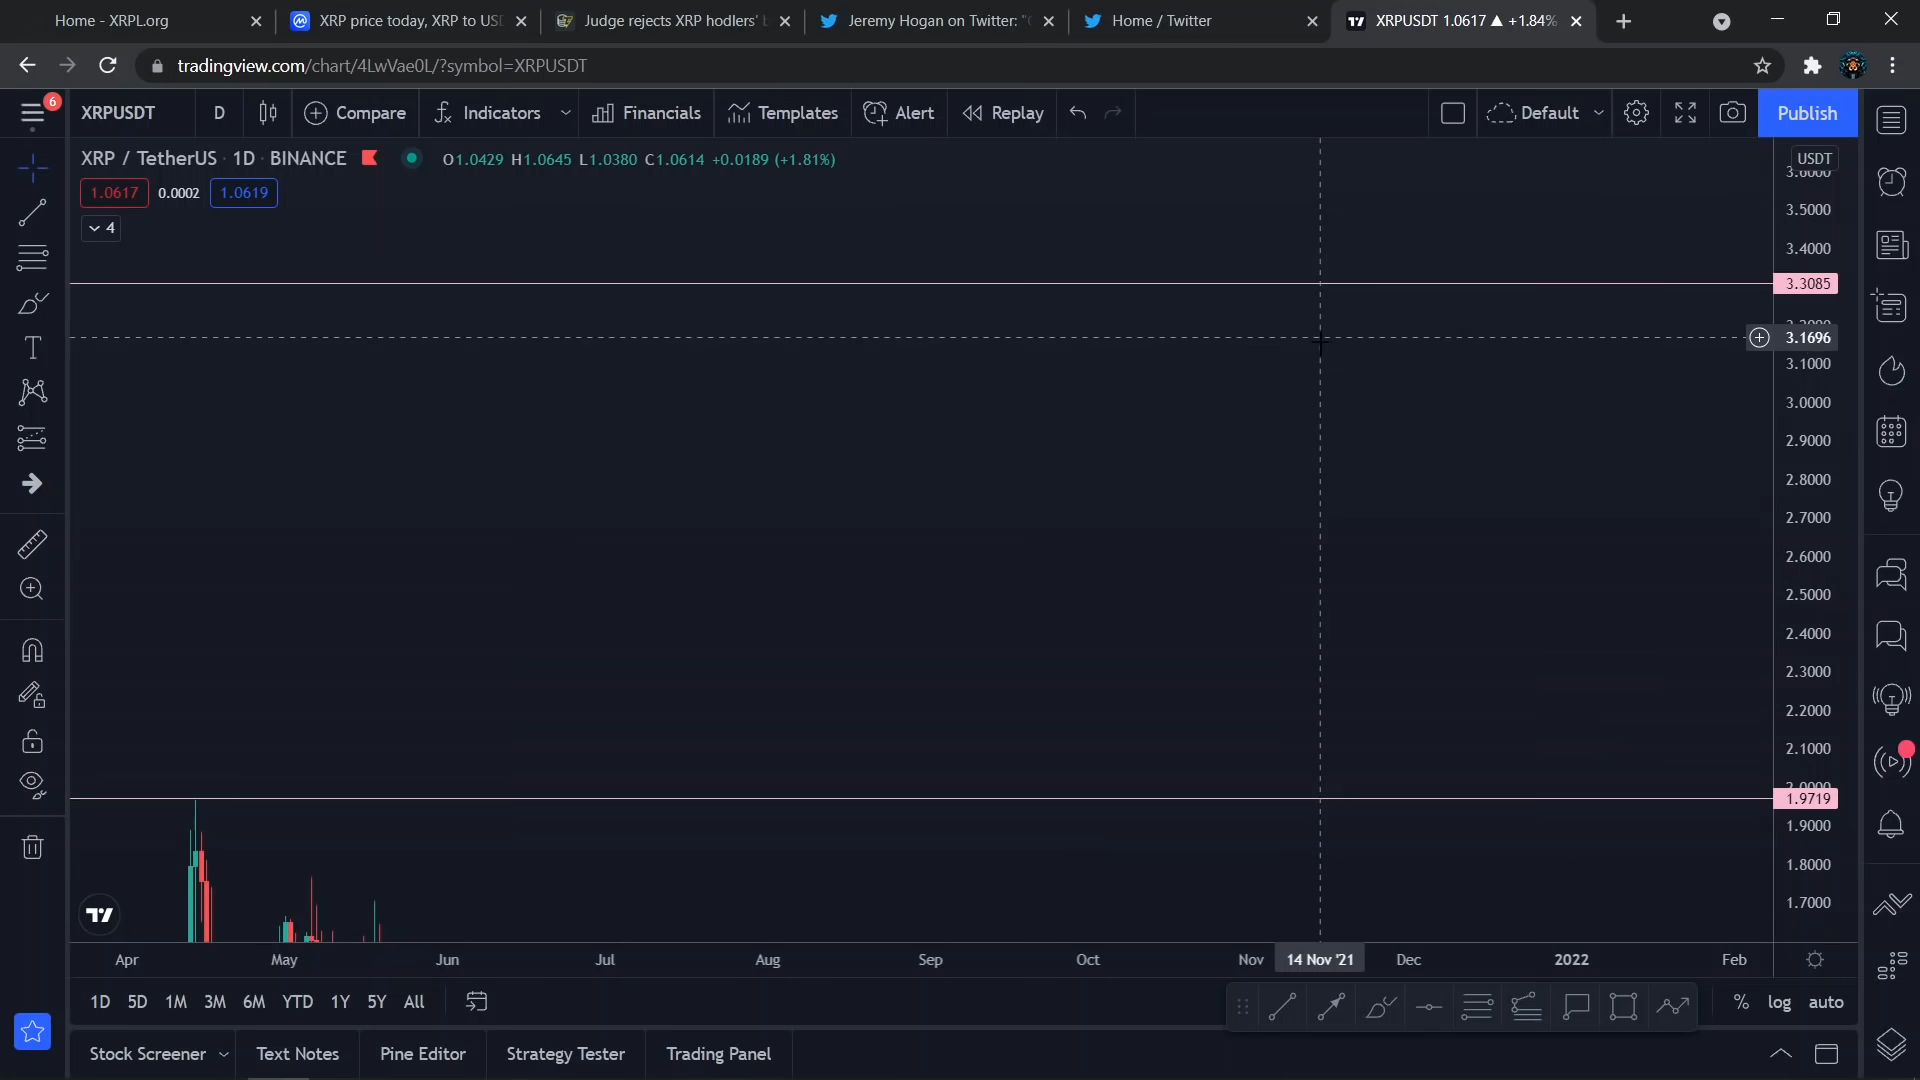 Home - XRPL.org
XRP price today, XRP to USD
Judge rejects XRP hodlers' b
Jeremy Hogan on Twitter: "(
Home / Twitter
XRPUSDT 1.0617 ▲ +1.84%
tradingview.com/chart/4LwVae0L/?symbol=XRPUSDT
6
XRPUSDT
D
Compare
Indicators
Financials
Templates
Alert
Replay
Default
Publish
XRP / TetherUS · 1D · BINANCE
O1.0429 H1.0645 L1.0380 C1.0614 +0.0189 (+1.81%)
USDT
1.0617 0.0002 1.0619
4
3.6000
3.5000
3.4000
3.3085
3.1696
3.1000
3.0000
2.9000
2.8000
2.7000
2.6000
2.5000
2.4000
2.3000
2.2000
2.1000
2.0000
1.9719
1.9000
1.8000
1.7000
Apr May Jun Jul Aug Sep Oct Nov 14 Nov '21 Dec 2022 Feb
1D 5D 1M 3M 6M YTD 1Y 5Y All
% log auto
Stock Screener Text Notes Pine Editor Strategy Tester Trading Panel